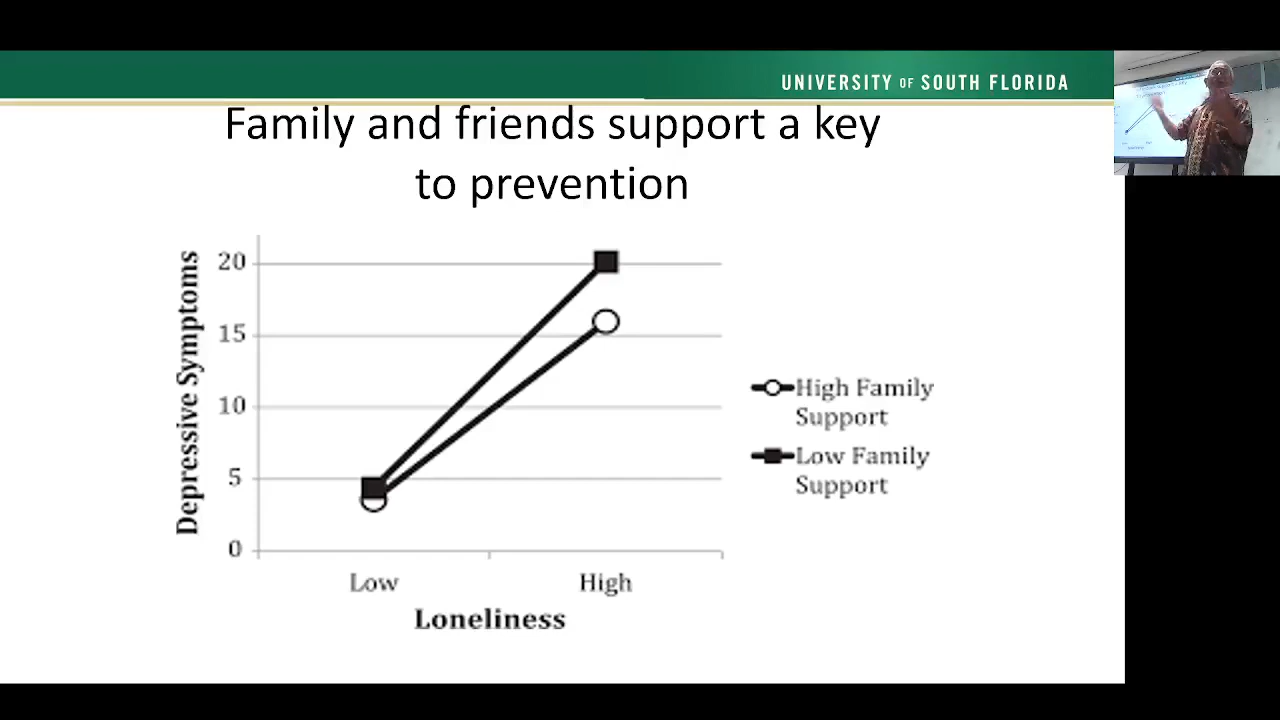 UNIVERSITY OF SOUTH FLORIDA
Family and friends support a key
to prevention
Depressive Symptoms
20
15
10
5
0
Low
High
Loneliness
High Family
Support
Low Family
Support